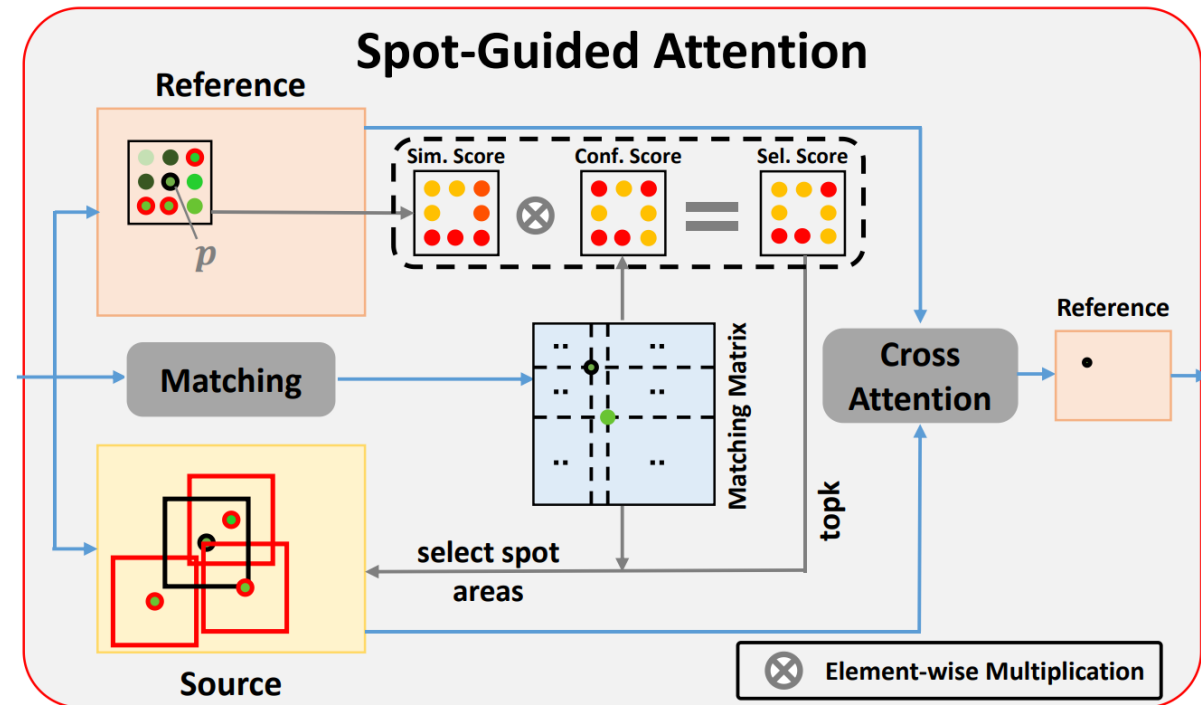 Spot-Guided Attention
Reference
Sim. Score
Conf. Score
Sel. Score
p
Matching
Matching Matrix
Cross
Attention
Reference
topk
select spot
areas
Source
Element-wise Multiplication